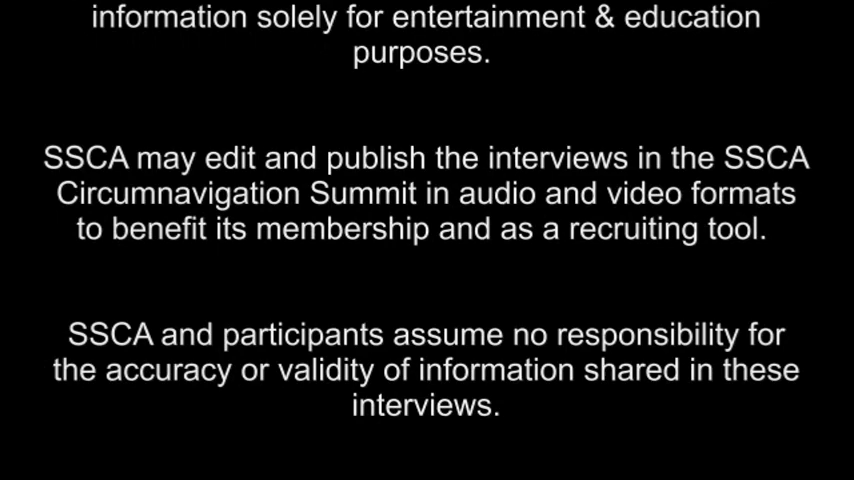 information solely for entertainment & education
purposes.
SSCA may edit and publish the interviews in the SSCA
Circumnavigation Summit in audio and video formats
to benefit its membership and as a recruiting tool.
SSCA and participants assume no responsibility for
the accuracy or validity of information shared in these
interviews.